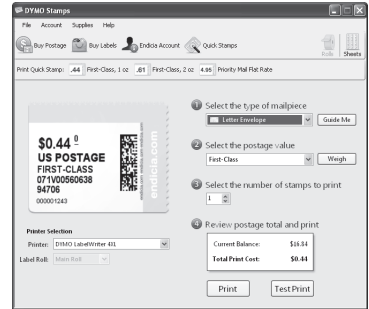 DYMO Stamps
File Account Supplies Help
Buy Postage Buy Labels Endicia Account Quick Stamps Rolls Sheets
Print Quick Stamp: .44 First-Class, 1 oz .61 First-Class, 2 oz 4.95 Priority Mail Flat Rate
1 Select the type of mailpiece
Letter Envelope Guide Me
2 Select the postage value
First-Class Weigh
3 Select the number of stamps to print
1
4 Review postage total and print
Current Balance: $16.84
Total Print Cost: $0.44
Print Test Print
$0.44 0
US POSTAGE
FIRST-CLASS
071V00560638
94706
000001243
endicia.com
Printer Selection
Printer: DYMO LabelWriter 4XL
Label Roll: Main Roll